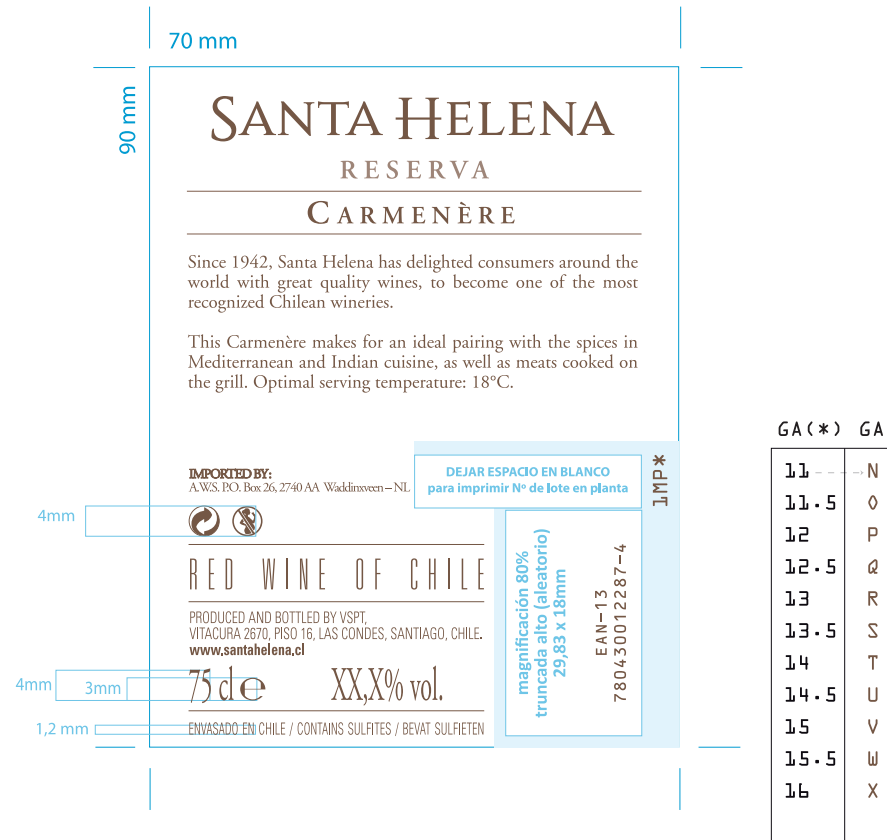 70 mm
90 mm
SANTA HELENA
RESERVA
CARMENÈRE
Since 1942, Santa Helena has delighted consumers around the
world with great quality wines, to become one of the most
recognized Chilean wineries.
This Carmenère makes for an ideal pairing with the spices in
Mediterranean and Indian cuisine, as well as meats cooked on
the grill. Optimal serving temperature: 18°C.
IMPORTED BY:
A.W.S. P.O. Box 26, 2740 AA Waddinxveen – NL
DEJAR ESPACIO EN BLANCO
para imprimir Nº de lote en planta
1MP*
4mm
RED WINE OF CHILE
PRODUCED AND BOTTLED BY VSPT,
VITACURA 2670, PISO 16, LAS CONDES, SANTIAGO, CHILE.
www.santahelena.cl
4mm
3mm
75 cl e XX,X% vol.
1,2 mm
ENVASADO EN CHILE / CONTAINS SULFITES / BEVAT SULFIETEN
magnificación 80%
truncada alto (aleatorio)
29,83 x 18mm
EAN-13
780430012287-4
GA(*) GA
11 N
11.5 O
12 P
12.5 Q
13 R
13.5 S
14 T
14.5 U
15 V
15.5 W
16 X